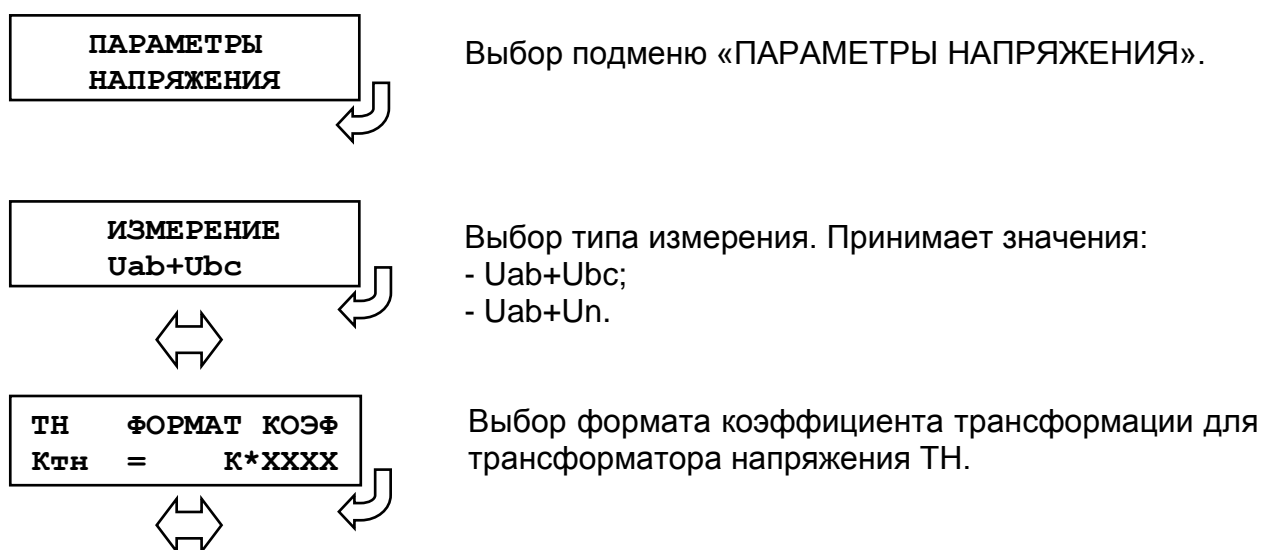 ПАРАМЕТРЫ
НАПРЯЖЕНИЯ
Выбор подменю «ПАРАМЕТРЫ НАПРЯЖЕНИЯ».
ИЗМЕРЕНИЕ
Uab+Ubc
Выбор типа измерения. Принимает значения:
- Uab+Ubc;
- Uab+Un.
ТН ФОРМАТ КОЭФ
Ктн = К*ХХХХ
Выбор формата коэффициента трансформации для
трансформатора напряжения ТН.